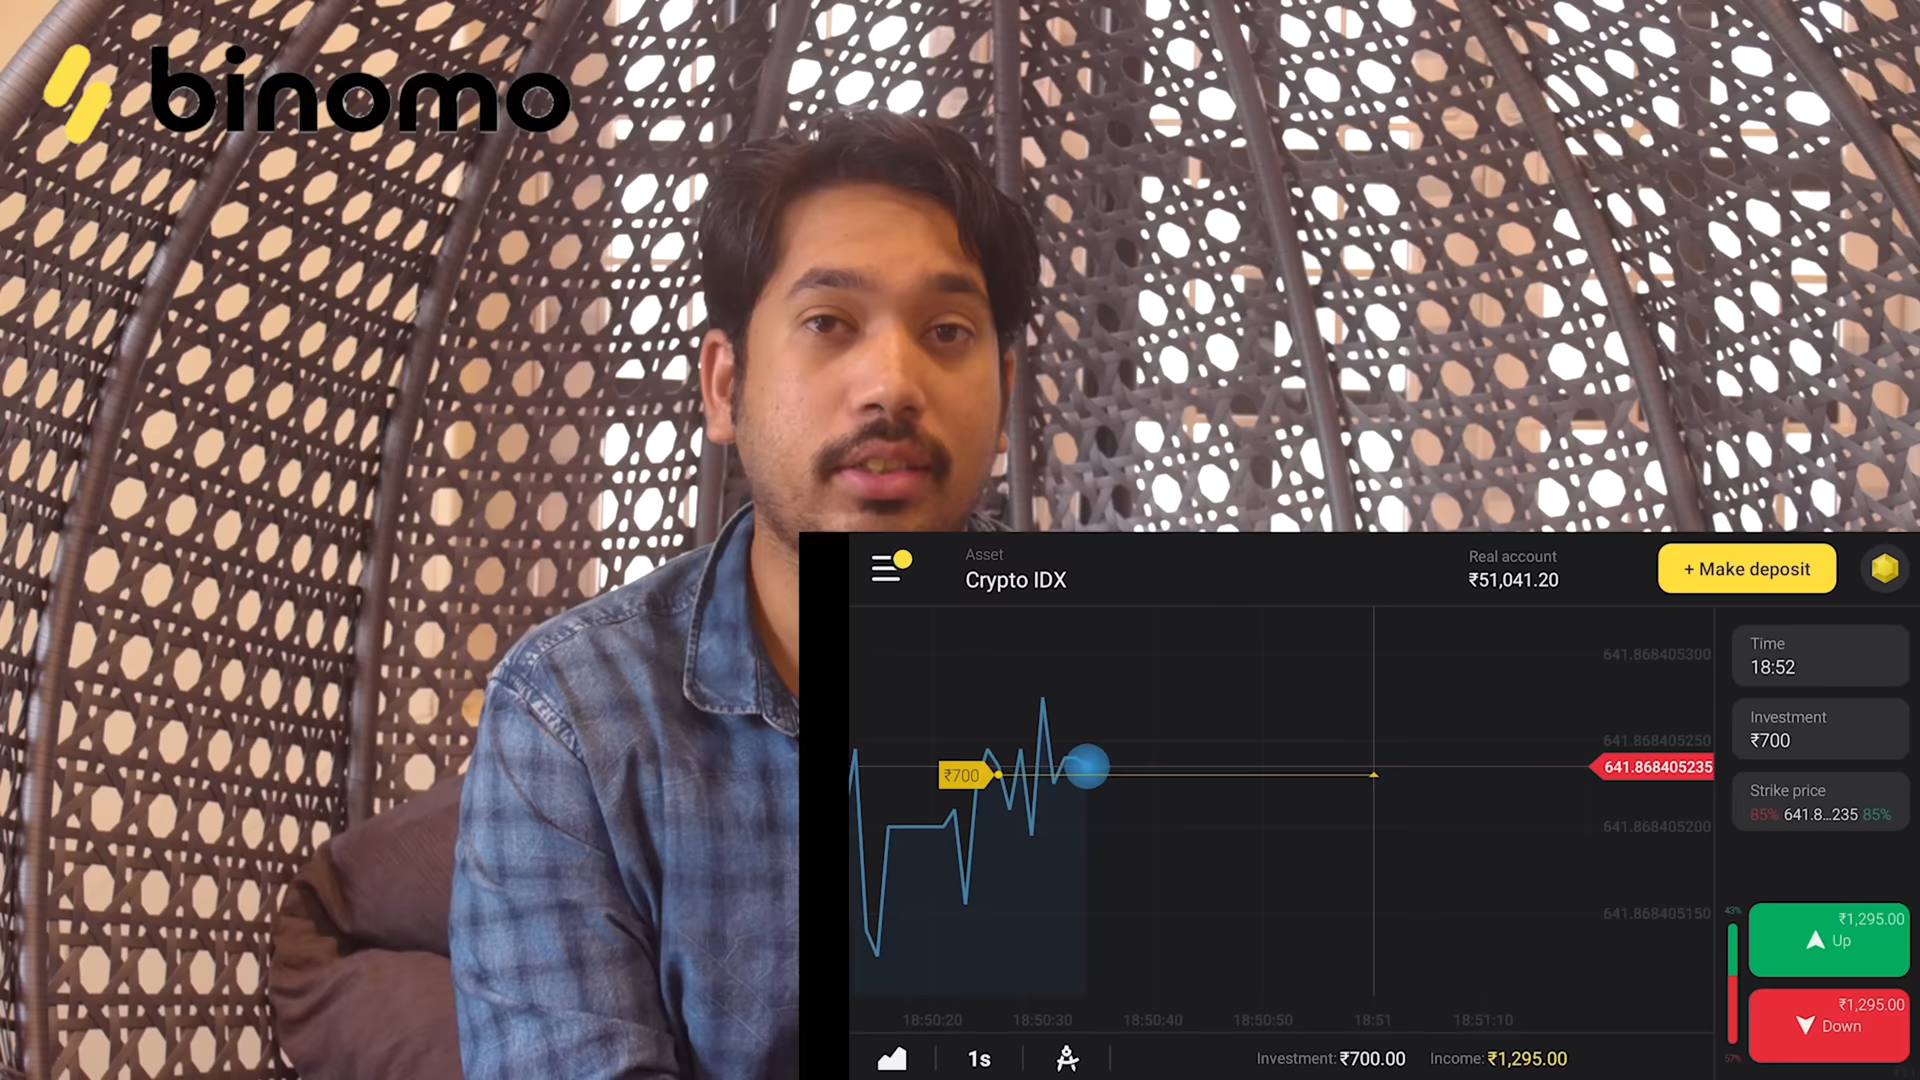 binomo
Asset
Crypto IDX
Real account
₹51,041.20
+ Make deposit
641.868405300
641.868405250
641.868405235
641.868405200
641.868405150
₹700
Time
18:52
Investment
₹700
Strike price
85% 641.8...235 85%
43%
₹1,295.00
Up
₹1,295.00
Down
57%
18:50:20
18:50:30
18:50:40
18:50:50
18:51
18:51:10
1s
Investment: ₹700.00
Income: ₹1,295.00